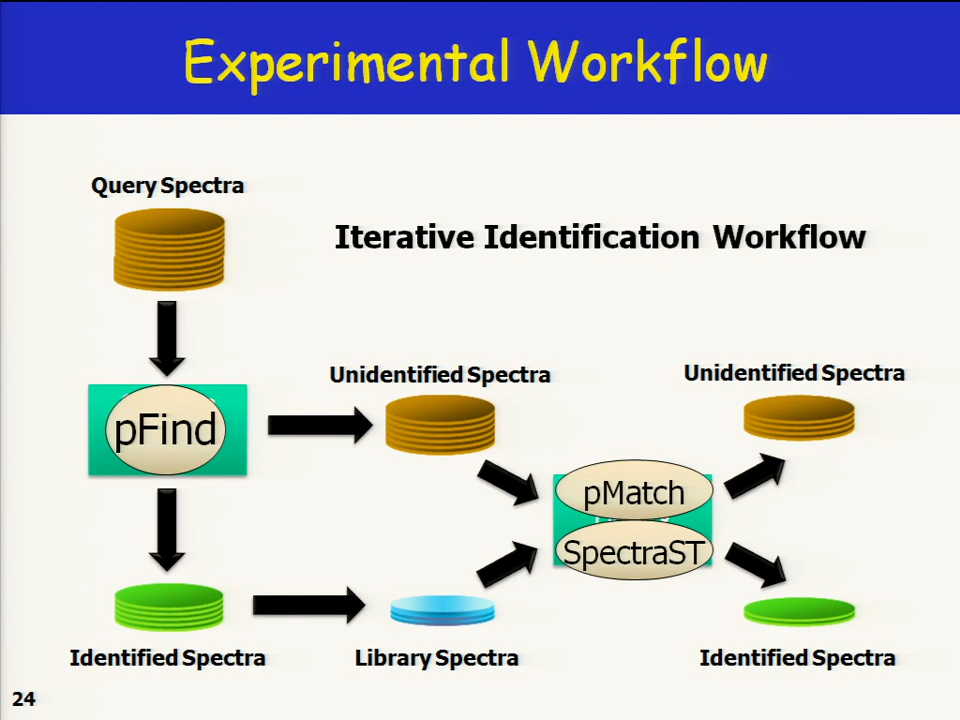 Experimental Workflow
Query Spectra
Iterative Identification Workflow
Unidentified Spectra
Unidentified Spectra
pFind
pMatch
SpectraST
Identified Spectra
Library Spectra
Identified Spectra
24